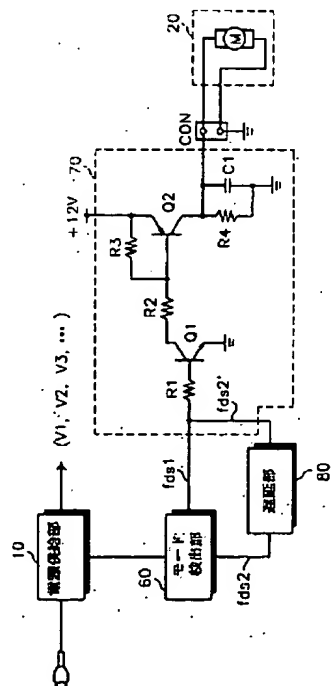 10
電源供給部
(V1, V2, V3, …)
60
モード
検出部
fds1
fds2
fds2'
80
遅延部
70
+12V
R1
Q1
R2
R3
Q2
R4
C1
CON
20
M